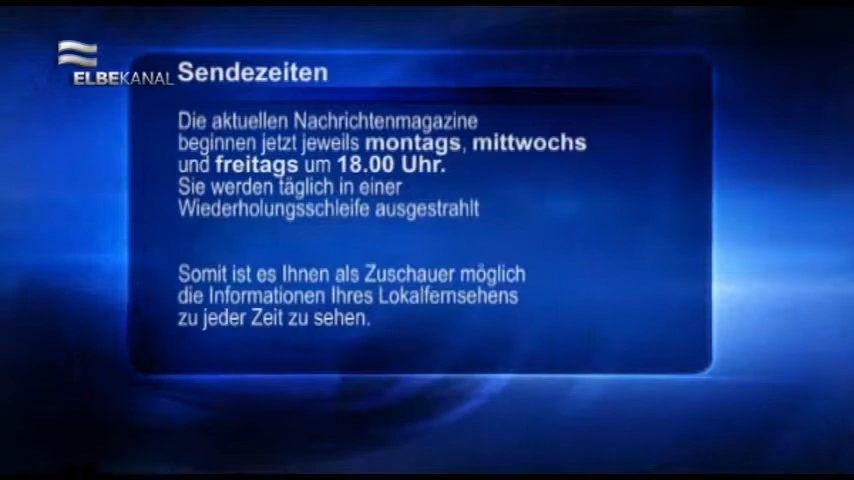 ELBEKANAL
Sendezeiten
Die aktuellen Nachrichtenmagazine
beginnen jetzt jeweils montags, mittwochs
und freitags um 18.00 Uhr.
Sie werden täglich in einer
Wiederholungsschleife ausgestrahlt
Somit ist es Ihnen als Zuschauer möglich
die Informationen Ihres Lokalfernsehens
zu jeder Zeit zu sehen.